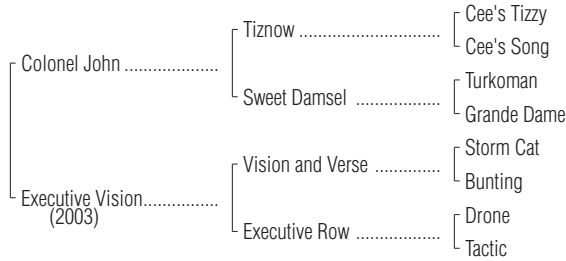 Cee's Tizzy
Tiznow ...........................
Cee's Song
Colonel John ..................
Turkoman
Sweet Damsel ................
Grande Dame
Storm Cat
Vision and Verse .............
Bunting
Executive Vision................
(2003)
Drone
Executive Row ................
Tactic